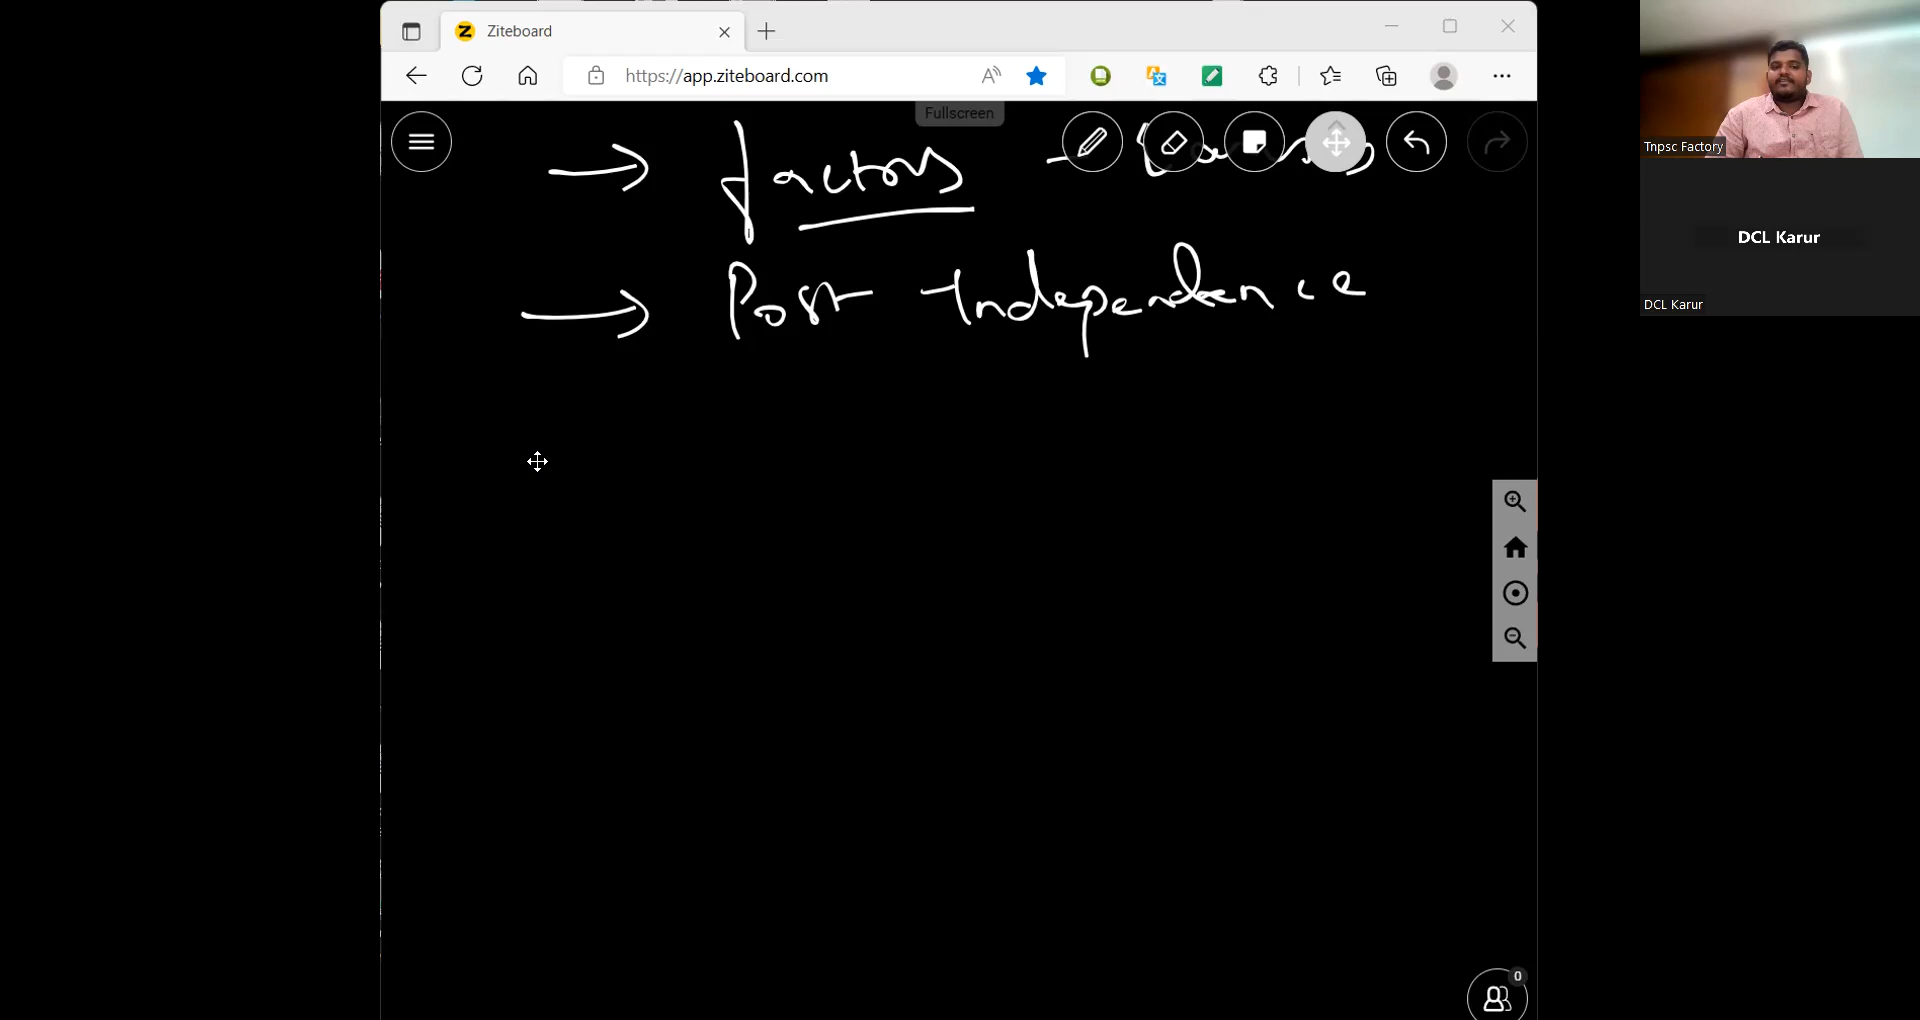 Ziteboard
https://app.ziteboard.com
Fullscreen
→ factors -
→ Post Independence
0
Tnpsc Factory
DCL Karur
DCL Karur